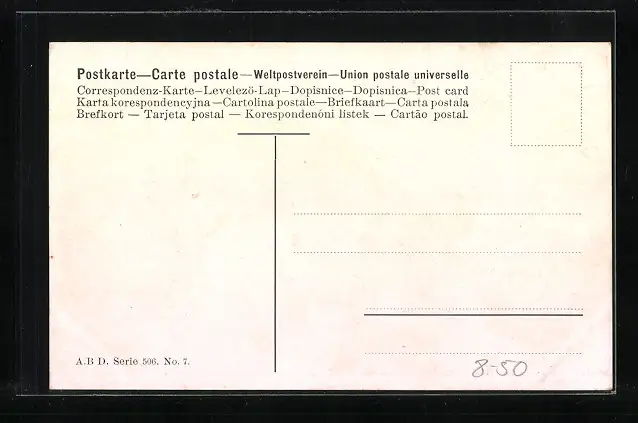 Postkarte—Carte postale—Weltpostverein—Union postale universelle
Correspondenz-Karte—Levelezö-Lap—Dopisnice—Dopisnica—Post card
Karta korespondencyjna—Cartolina postale—Briefkaart—Carta postala
Brefkort — Tarjeta postal — Korespondenóni listek — Cartão postal.
A.B D. Serie 506. No. 7.
8-50